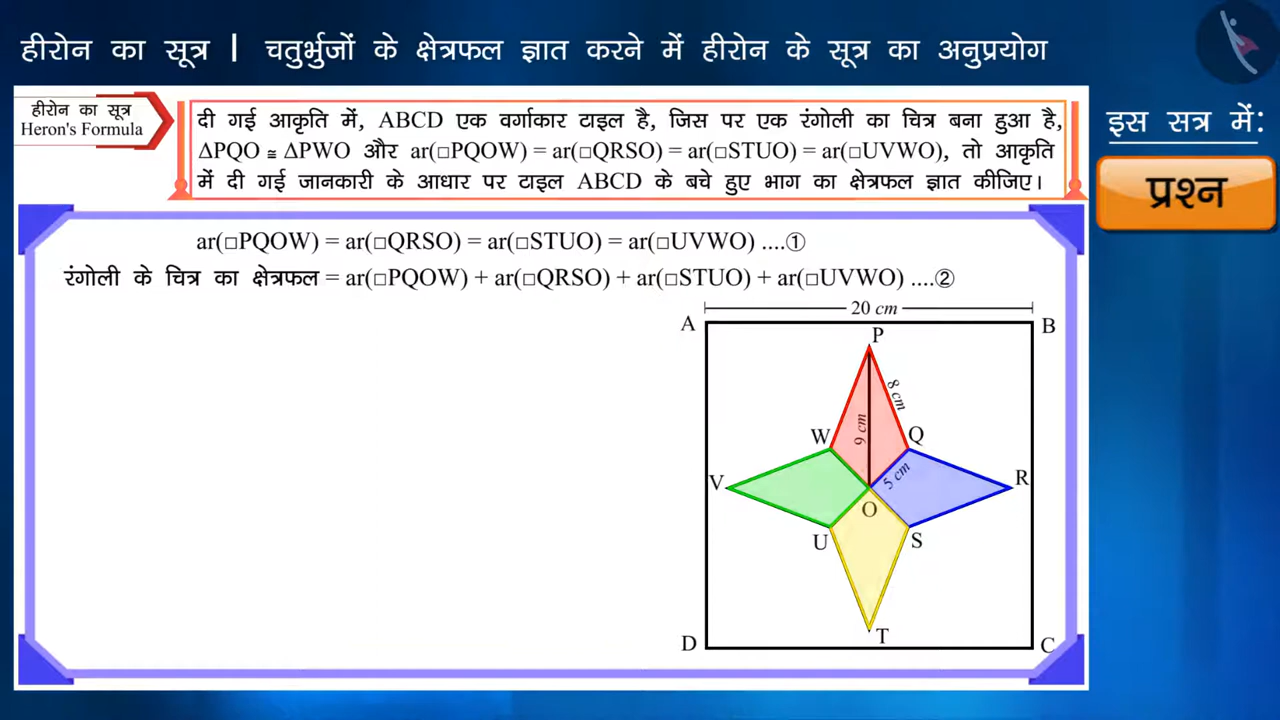 हीरोन का सूत्र | चतुर्भुजों के क्षेत्रफल ज्ञात करने में हीरोन के सूत्र का अनुप्रयोग
हीरोन का सूत्र
Heron's Formula
दी गई आकृति में, ABCD एक वर्गाकार टाइल है, जिस पर एक रंगोली का चित्र बना हुआ है,
ΔPQO ≅ ΔPWO और ar(□PQOW) = ar(□QRSO) = ar(□STUO) = ar(□UVWO), तो आकृति
में दी गई जानकारी के आधार पर टाइल ABCD के बचे हुए भाग का क्षेत्रफल ज्ञात कीजिए।
इस सत्र में:
प्रश्न
ar(□PQOW) = ar(□QRSO) = ar(□STUO) = ar(□UVWO) ....①
रंगोली के चित्र का क्षेत्रफल = ar(□PQOW) + ar(□QRSO) + ar(□STUO) + ar(□UVWO) ....②
20 cm
A
B
P
8 cm
9 cm
W
Q
5 cm
V
R
O
U
S
T
D
C